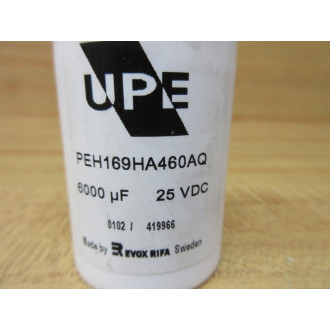 UPE
PEH169HA460AQ
6000 µF 25 VDC
0102 / 419966
Made by EVOX RIFA Sweden